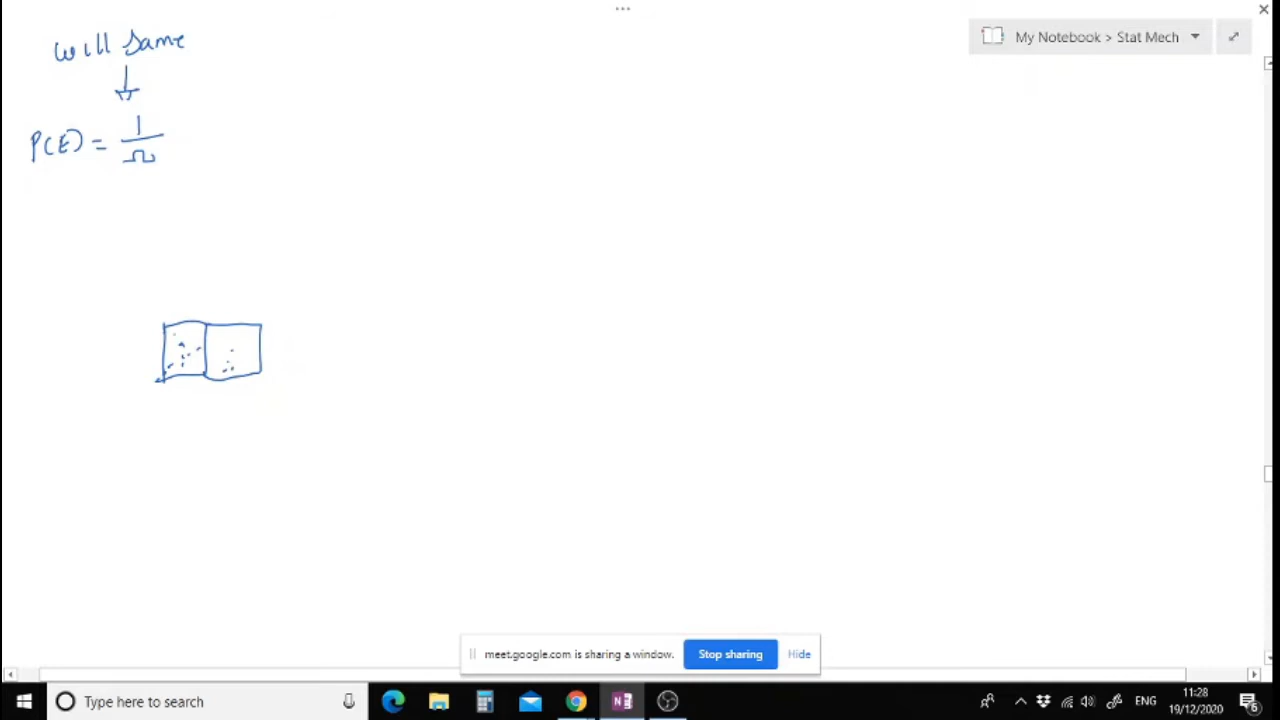 will same
P(E) = 1/Ω
My Notebook > Stat Mech
meet.google.com is sharing a window.
Stop sharing
Hide
Type here to search
ENG
11:28
19/12/2020
6